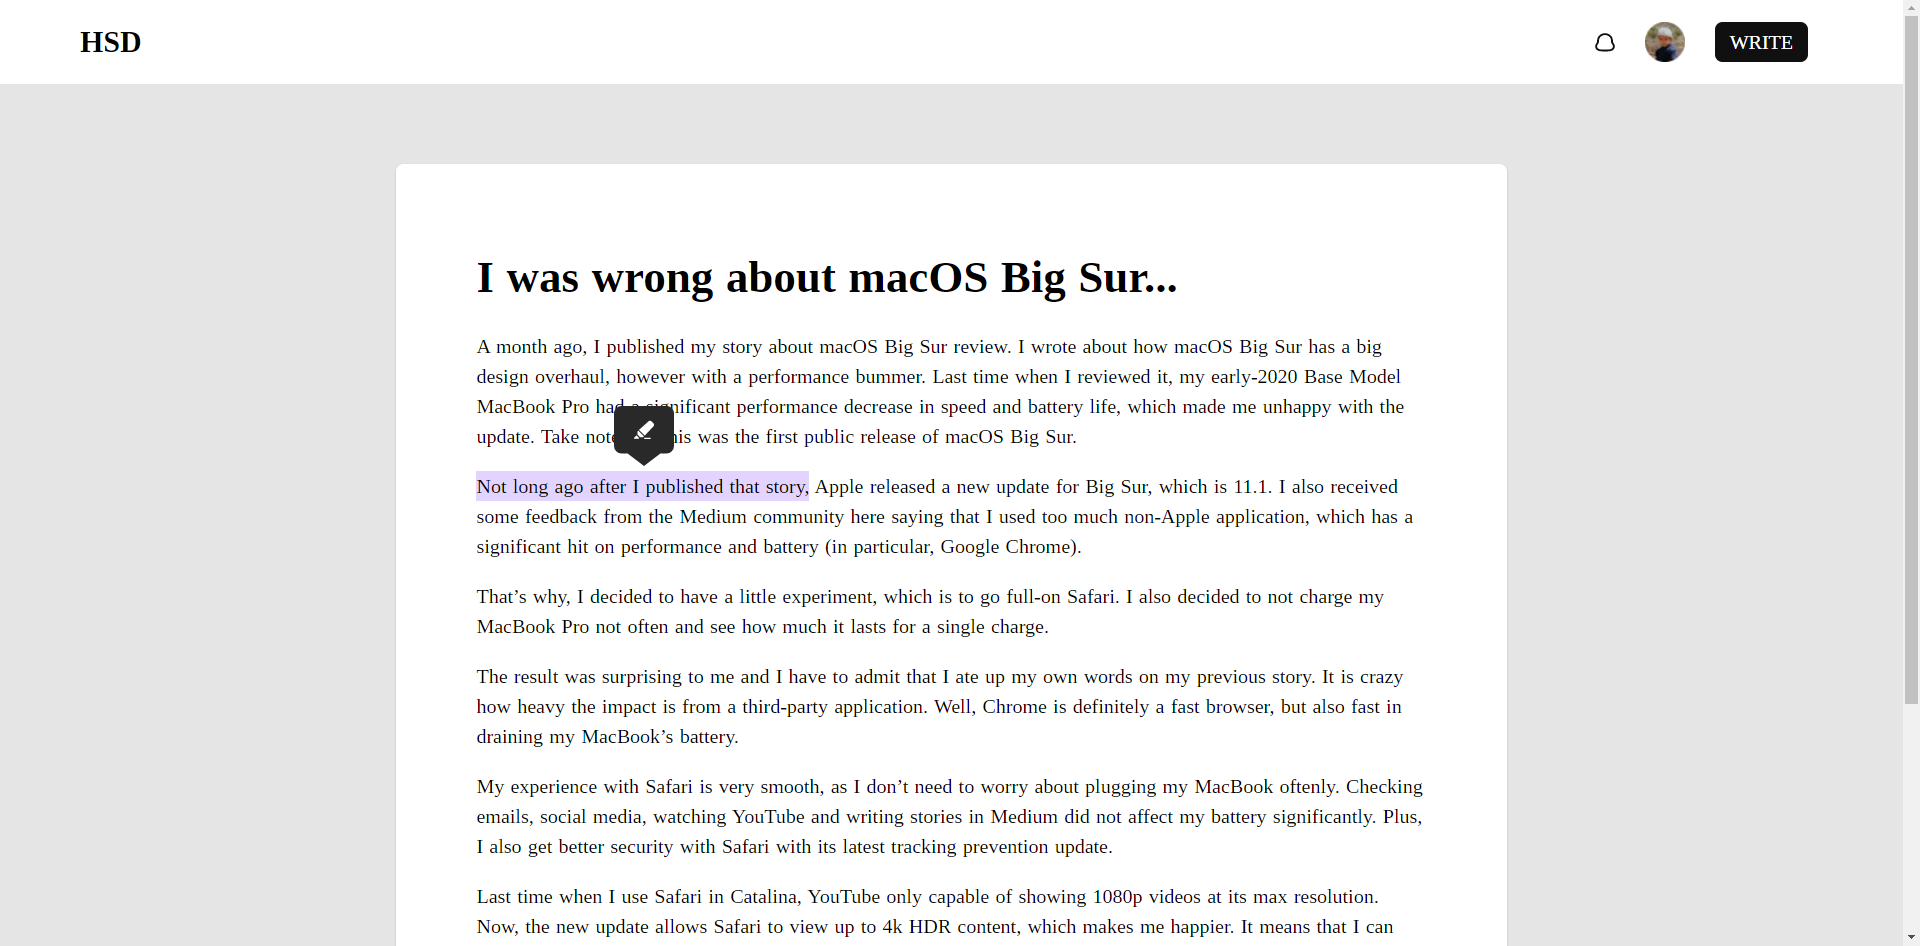 HSD
WRITE
I was wrong about macOS Big Sur...
A month ago, I published my story about macOS Big Sur review. I wrote about how macOS Big Sur has a big
design overhaul, however with a performance bummer. Last time when I reviewed it, my early-2020 Base Model
MacBook Pro had a significant performance decrease in speed and battery life, which made me unhappy with the
update. Take note his was the first public release of macOS Big Sur.
Not long ago after I published that story, Apple released a new update for Big Sur, which is 11.1. I also received
some feedback from the Medium community here saying that I used too much non-Apple application, which has a
significant hit on performance and battery (in particular, Google Chrome).
That’s why, I decided to have a little experiment, which is to go full-on Safari. I also decided to not charge my
MacBook Pro not often and see how much it lasts for a single charge.
The result was surprising to me and I have to admit that I ate up my own words on my previous story. It is crazy
how heavy the impact is from a third-party application. Well, Chrome is definitely a fast browser, but also fast in
draining my MacBook’s battery.
My experience with Safari is very smooth, as I don’t need to worry about plugging my MacBook oftenly. Checking
emails, social media, watching YouTube and writing stories in Medium did not affect my battery significantly. Plus,
I also get better security with Safari with its latest tracking prevention update.
Last time when I use Safari in Catalina, YouTube only capable of showing 1080p videos at its max resolution.
Now, the new update allows Safari to view up to 4k HDR content, which makes me happier. It means that I can